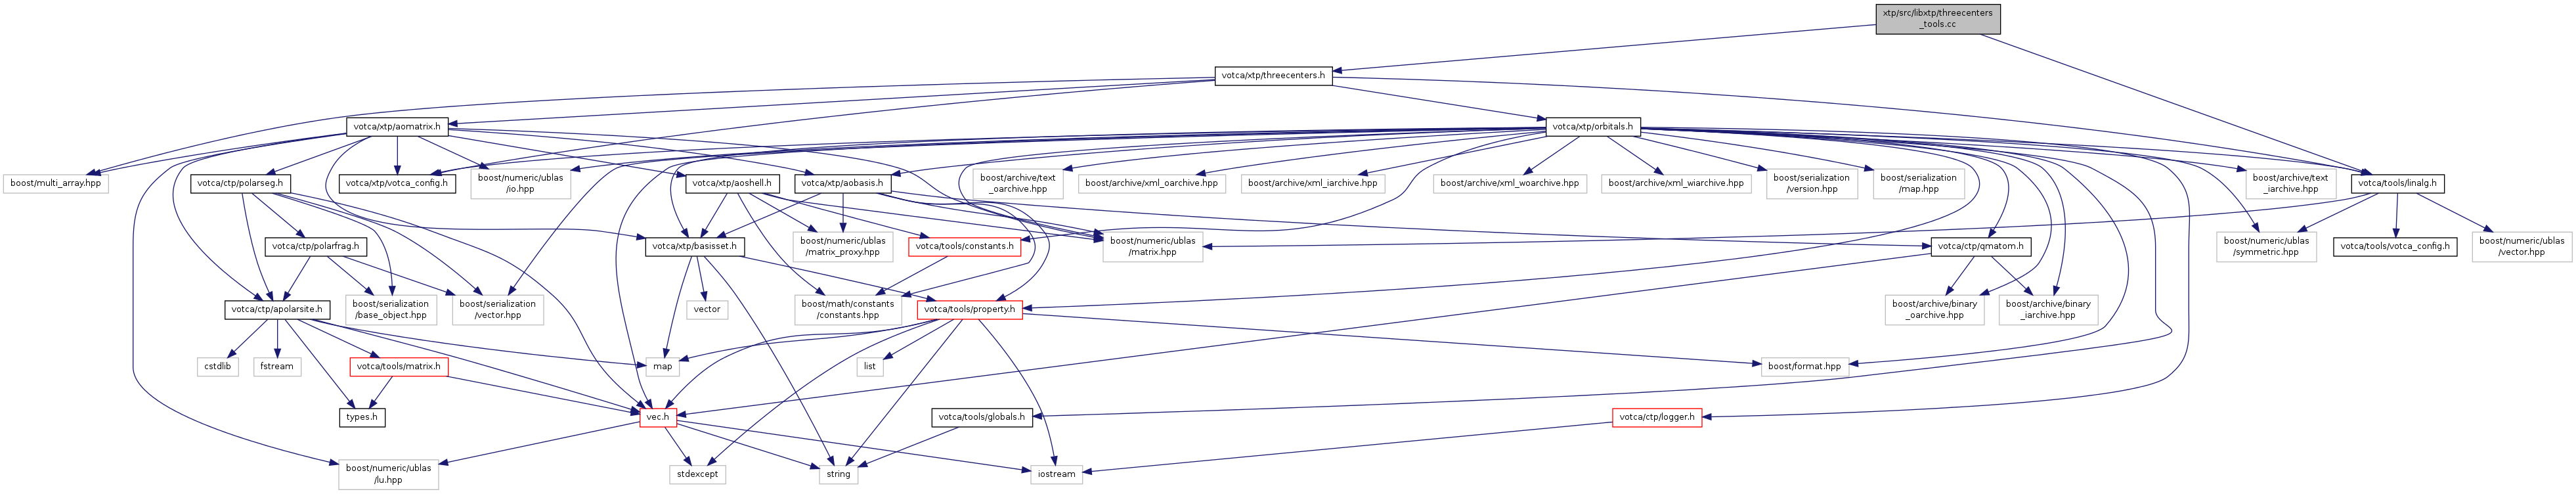 xtp/src/libxtp/threecenters
_tools.cc
votca/xtp/threecenters.h
votca/xtp/aomatrix.h
votca/xtp/orbitals.h
boost/multi_array.hpp
votca/ctp/polarseg.h
votca/xtp/votca_config.h
boost/numeric/ublas
/io.hpp
votca/xtp/aoshell.h
votca/xtp/aobasis.h
boost/archive/text
_oarchive.hpp
boost/archive/xml_oarchive.hpp
boost/archive/xml_iarchive.hpp
boost/archive/xml_woarchive.hpp
boost/archive/xml_wiarchive.hpp
boost/serialization
/version.hpp
boost/serialization
/map.hpp
boost/archive/text
_iarchive.hpp
votca/tools/linalg.h
votca/ctp/polarfrag.h
votca/xtp/basisset.h
boost/numeric/ublas
/matrix_proxy.hpp
votca/tools/constants.h
boost/numeric/ublas
/matrix.hpp
votca/ctp/qmatom.h
boost/numeric/ublas
/symmetric.hpp
votca/tools/votca_config.h
boost/numeric/ublas
/vector.hpp
votca/ctp/apolarsite.h
boost/serialization
/base_object.hpp
boost/serialization
/vector.hpp
vector
boost/math/constants
/constants.hpp
votca/tools/property.h
boost/archive/binary
_oarchive.hpp
boost/archive/binary
_iarchive.hpp
cstdlib
fstream
votca/tools/matrix.h
map
list
boost/format.hpp
types.h
vec.h
votca/tools/globals.h
votca/ctp/logger.h
boost/numeric/ublas
/lu.hpp
stdexcept
string
iostream